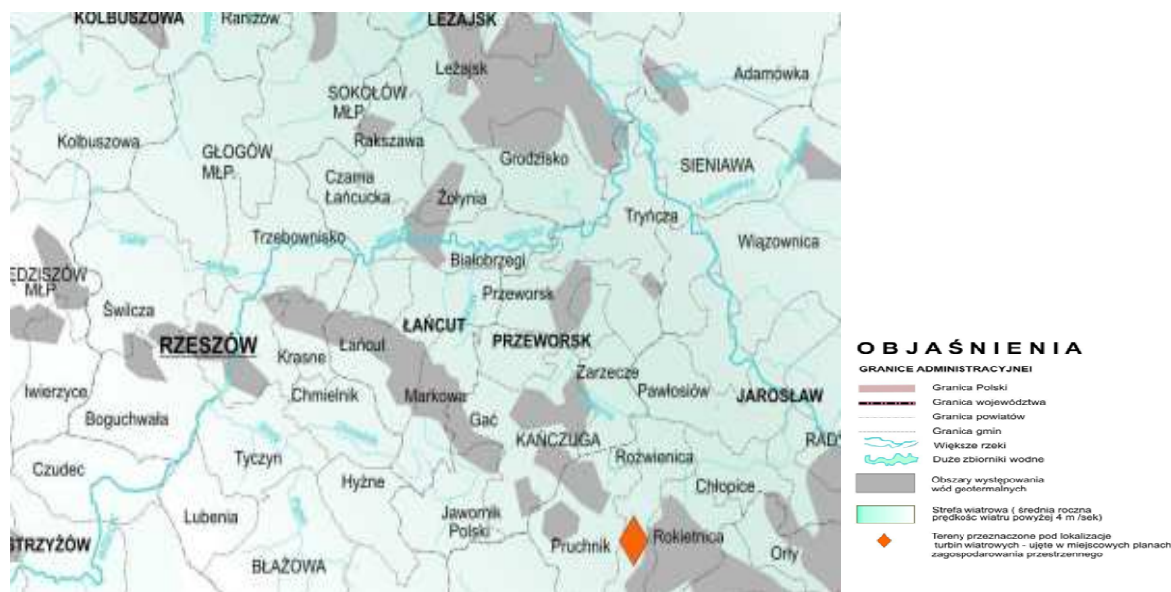 KOLBUSZOWA
Raniżów
LEŻAJSK
Leżajsk
Adamówka
SOKOŁÓW
MŁP.
Rakszawa
Kolbuszowa
GŁOGÓW
MŁP.
Grodzisko
SIENIAWA
Czarna
Łańcucka
Żołynia
Tryńcza
Trzebownisko
Wiązownica
Białobrzegi
EDZISZÓW
MŁP.
Przeworsk
Świlcza
ŁAŃCUT
PRZEWORSK
RZESZÓW
Łańcut
Krasne
Zarzecze
Pawłosiów
Iwierzyce
Chmielnik
Markowa
JAROSŁAW
Boguchwała
Gać
KAŃCZUGA
RAD
Tyczyn
Roźwienica
Czudec
Hyżne
Chłopice
Lubenia
Jawornik
Polski
STRZYŻÓW
Pruchnik
Rokietnica
Orły
BŁAŻOWA
OBJAŚNIENIA
GRANICE ADMINISTRACYJNEI
Granica Polski
Granica województwa
Granica powiatów
Granica gmin
Większe rzeki
Duże zbiorniki wodne
Obszary występowania
wód geotermalnych
Strefa wiatrowa ( średnia roczna
prędkość wiatru powyżej 4 m /sek)
Tereny przeznaczone pod lokalizacje
turbin wiatrowych - ujęte w miejscowych planach
zagospodarowania przestrzennego